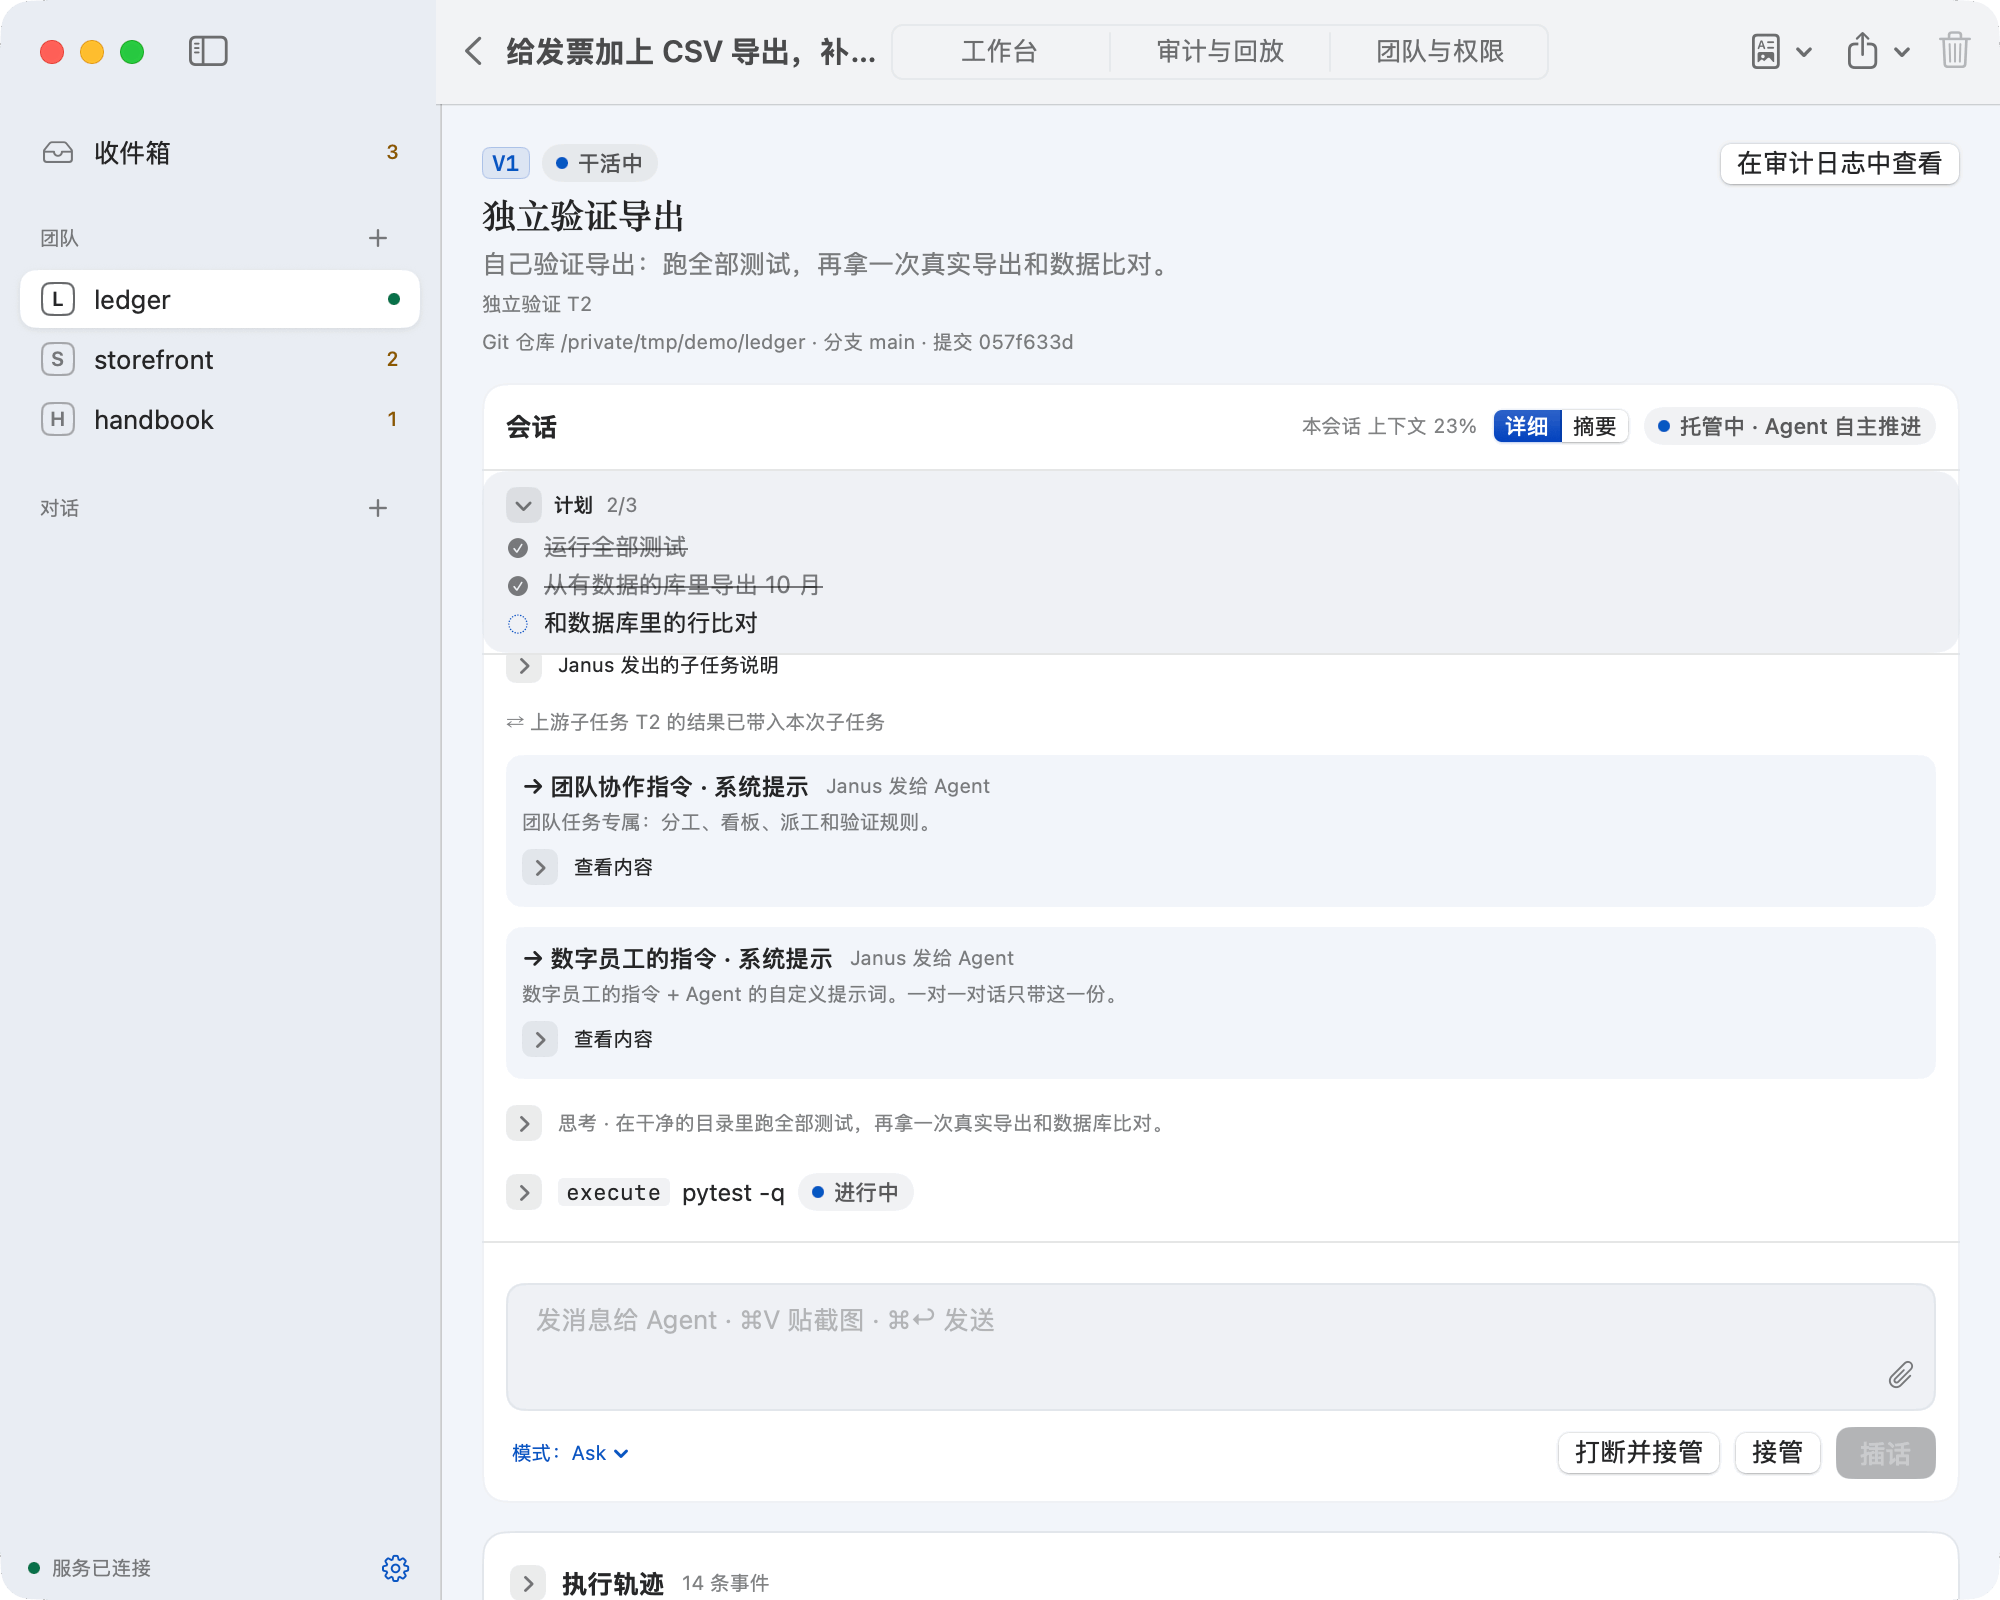 给发票加上 CSV 导出，补...
工作台
审计与回放
团队与权限
收件箱
3
团队
L
ledger
S
storefront
2
H
handbook
1
对话
服务已连接
V1
干活中
在审计日志中查看
独立验证导出
自己验证导出：跑全部测试，再拿一次真实导出和数据比对。
独立验证 T2
Git 仓库 /private/tmp/demo/ledger · 分支 main · 提交 057f633d
会话
本会话 上下文 23%
详细
摘要
托管中 · Agent 自主推进
计划 2/3
运行全部测试
从有数据的库里导出 10 月
和数据库里的行比对
Janus 发出的子任务说明
⇄ 上游子任务 T2 的结果已带入本次子任务
→ 团队协作指令 · 系统提示 Janus 发给 Agent
团队任务专属：分工、看板、派工和验证规则。
查看内容
→ 数字员工的指令 · 系统提示 Janus 发给 Agent
数字员工的指令 + Agent 的自定义提示词。一对一对话只带这一份。
查看内容
思考 · 在干净的目录里跑全部测试，再拿一次真实导出和数据库比对。
execute pytest -q 进行中
发消息给 Agent · ⌘V 贴截图 · ⌘↩ 发送
模式：Ask
打断并接管
接管
插话
执行轨迹 14 条事件